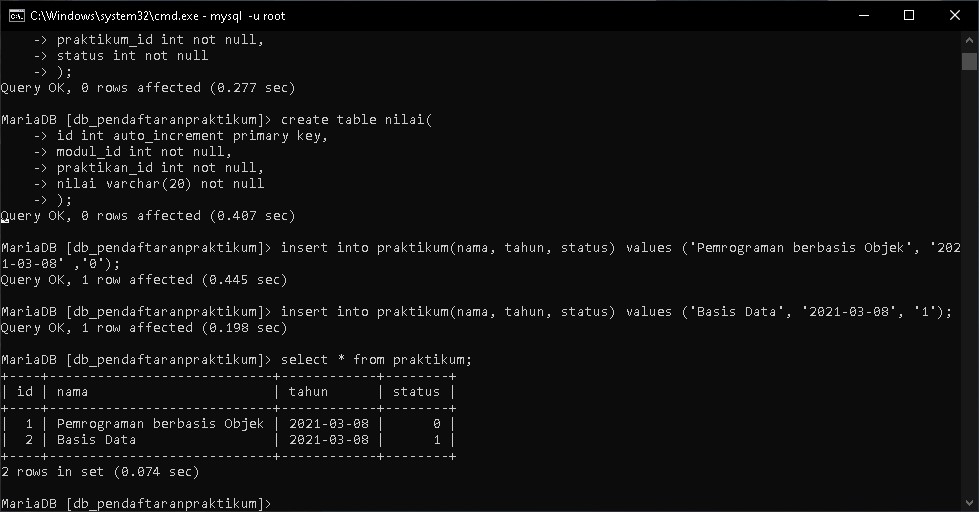 C:\Windows\system32\cmd.exe - mysql  -u root
    -> praktikum_id int not null,
    -> status int not null
    -> );
Query OK, 0 rows affected (0.277 sec)
MariaDB [db_pendaftaranpraktikum]> create table nilai(
    -> id int auto_increment primary key,
    -> modul_id int not null,
    -> praktikan_id int not null,
    -> nilai varchar(20) not null
    -> );
Query OK, 0 rows affected (0.407 sec)
MariaDB [db_pendaftaranpraktikum]> insert into praktikum(nama, tahun, status) values ('Pemrograman berbasis Objek', '202
1-03-08' ,'0');
Query OK, 1 row affected (0.445 sec)
MariaDB [db_pendaftaranpraktikum]> insert into praktikum(nama, tahun, status) values ('Basis Data', '2021-03-08', '1');
Query OK, 1 row affected (0.198 sec)
MariaDB [db_pendaftaranpraktikum]> select * from praktikum;
+----+----------------------------+------------+--------+
| id | nama                       | tahun      | status |
+----+----------------------------+------------+--------+
|  1 | Pemrograman berbasis Objek | 2021-03-08 |      0 |
|  2 | Basis Data                 | 2021-03-08 |      1 |
+----+----------------------------+------------+--------+
2 rows in set (0.074 sec)
MariaDB [db_pendaftaranpraktikum]>